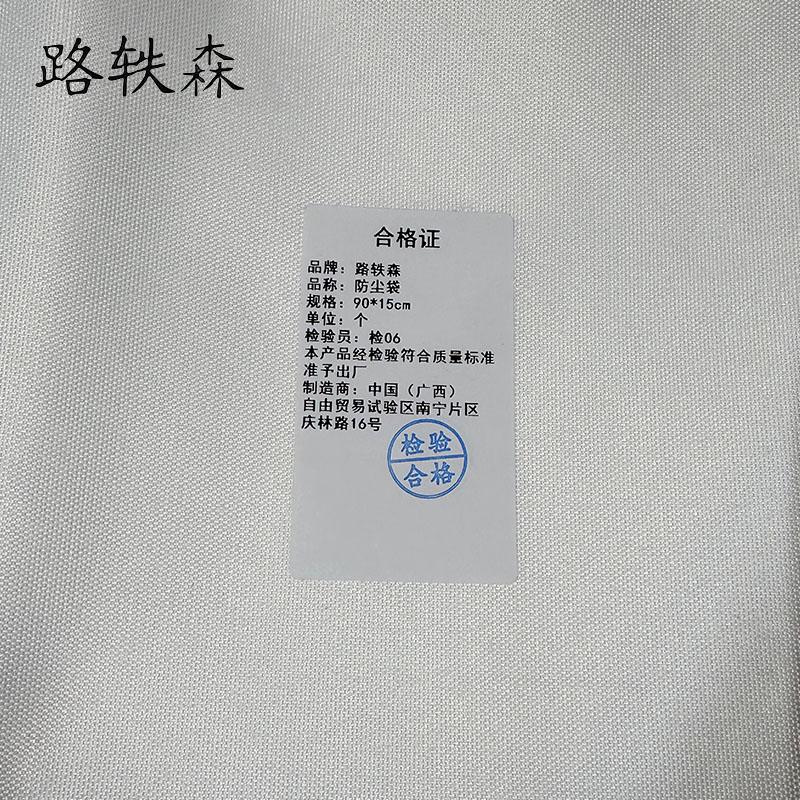 路轶森
合格证
品牌：路轶森
品称：防尘袋
规格：90*15cm
单位：个
检验员：检06
本产品经检验符合质量标准
准予出厂
制造商：中国（广西）
自由贸易试验区南宁片区
庆林路16号
检验
合格